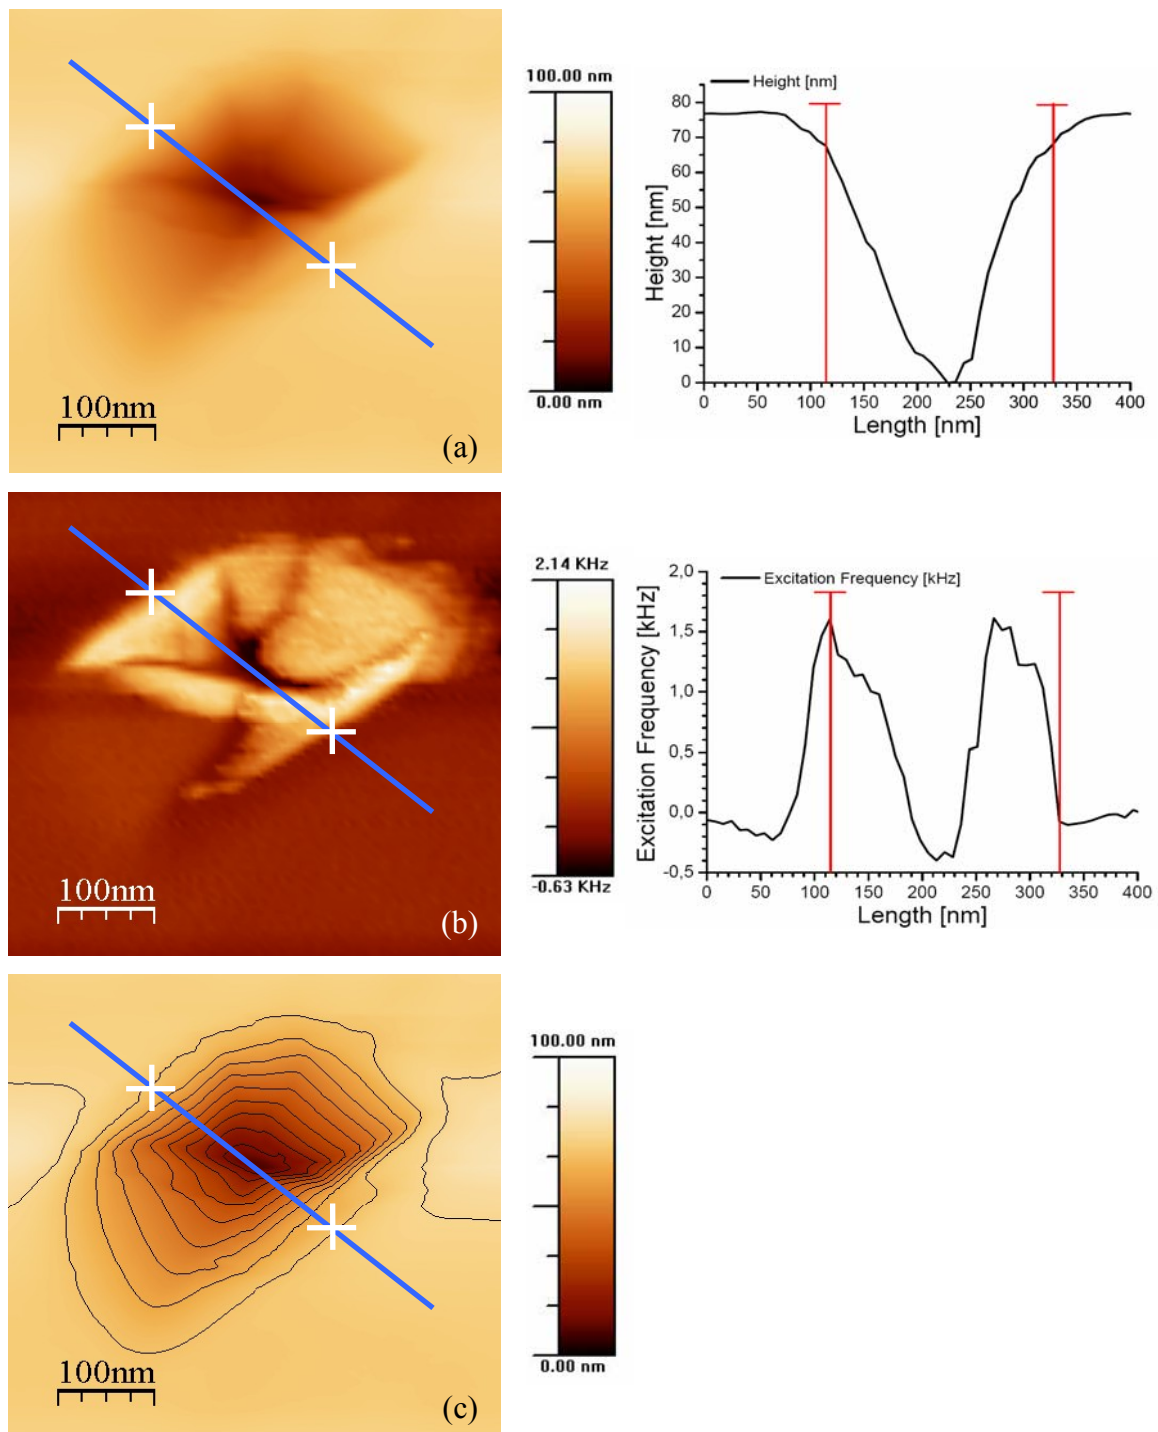 100.00 nm
0.00 nm
100nm
(a)
Height [nm]
Height [nm]
80
70
60
50
40
30
20
10
0
0 50 100 150 200 250 300 350 400
Length [nm]
2.14 KHz
-0.63 KHz
100nm
(b)
Excitation Frequency [kHz]
Excitation Frequency [kHz]
2,0
1,5
1,0
0,5
0,0
-0,5
0 50 100 150 200 250 300 350 400
Length [nm]
100.00 nm
0.00 nm
100nm
(c)